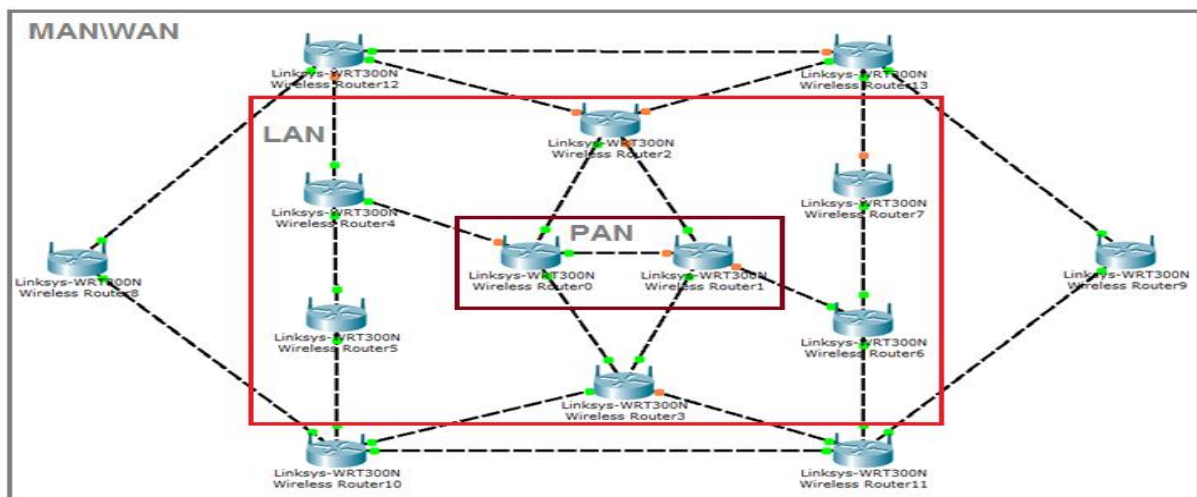 MAN\WAN
Linksys-WRT300N
Wireless Router12
Linksys-WRT300N
Wireless Router13
LAN
Linksys-WRT300N
Wireless Router2
Linksys-WRT300N
Wireless Router4
Linksys-WRT300N
Wireless Router7
PAN
Linksys-WRT300N
Wireless Router8
Linksys-WRT300N
Wireless Router0
Linksys-WRT300N
Wireless Router1
Linksys-WRT300N
Wireless Router9
Linksys-WRT300N
Wireless Router5
Linksys-WRT300N
Wireless Router6
Linksys-WRT300N
Wireless Router3
Linksys-WRT300N
Wireless Router10
Linksys-WRT300N
Wireless Router11